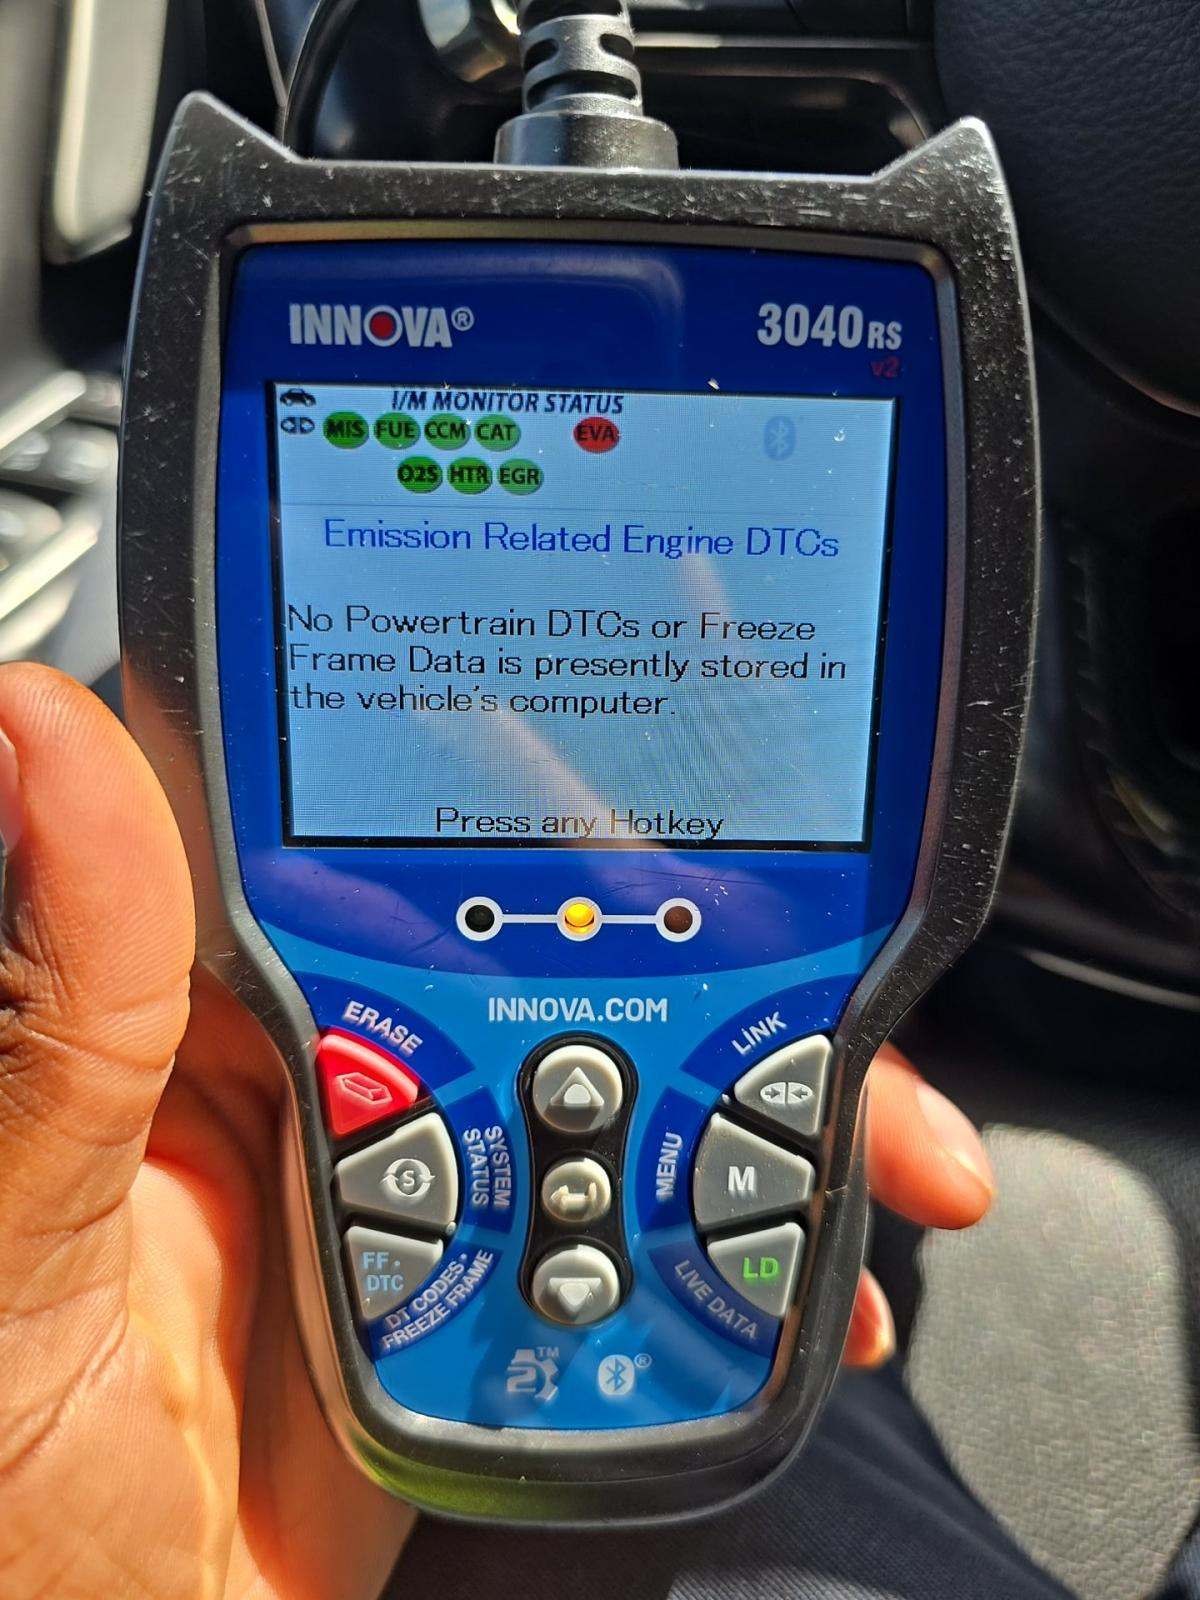 INNOVA®
3040RS
v2
I/M MONITOR STATUS
MIS FUE CCM CAT EVA
O2S HTR EGR
Emission Related Engine DTCs
No Powertrain DTCs or Freeze
Frame Data is presently stored in
the vehicle's computer.
Press any Hotkey
INNOVA.COM
ERASE
LINK
S
SYSTEM
STATUS
MENU
M
FF·
DTC
DT CODES·
FREEZE FRAME
LD
LIVE DATA
2 TM
®